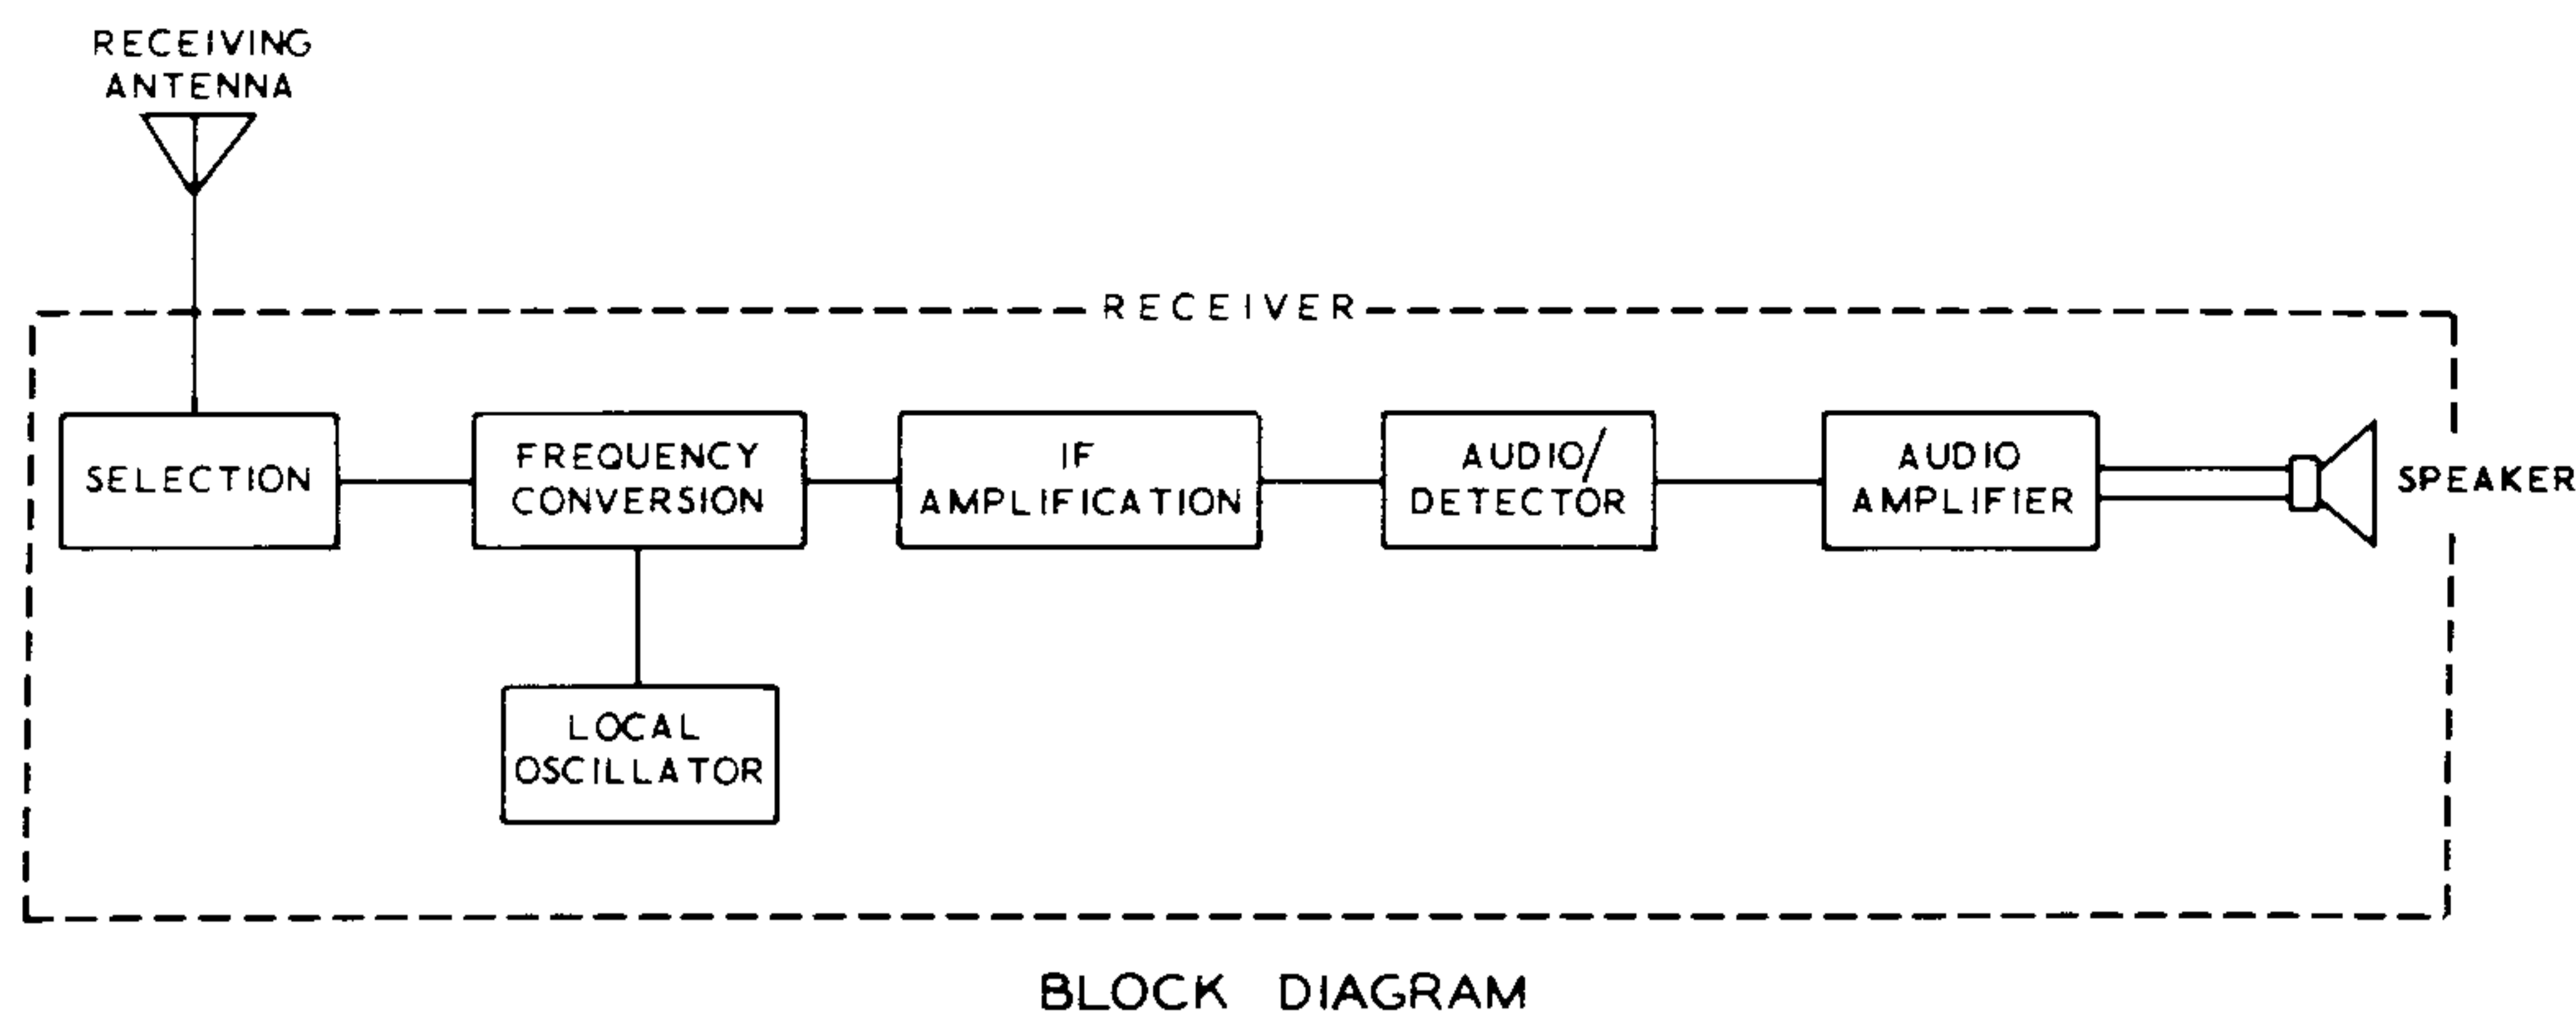 RECEIVING
ANTENNA
RECEIVER
SELECTION
FREQUENCY
CONVERSION
IF
AMPLIFICATION
AUDIO/
DETECTOR
AUDIO
AMPLIFIER
SPEAKER
LOCAL
OSCILLATOR
BLOCK DIAGRAM